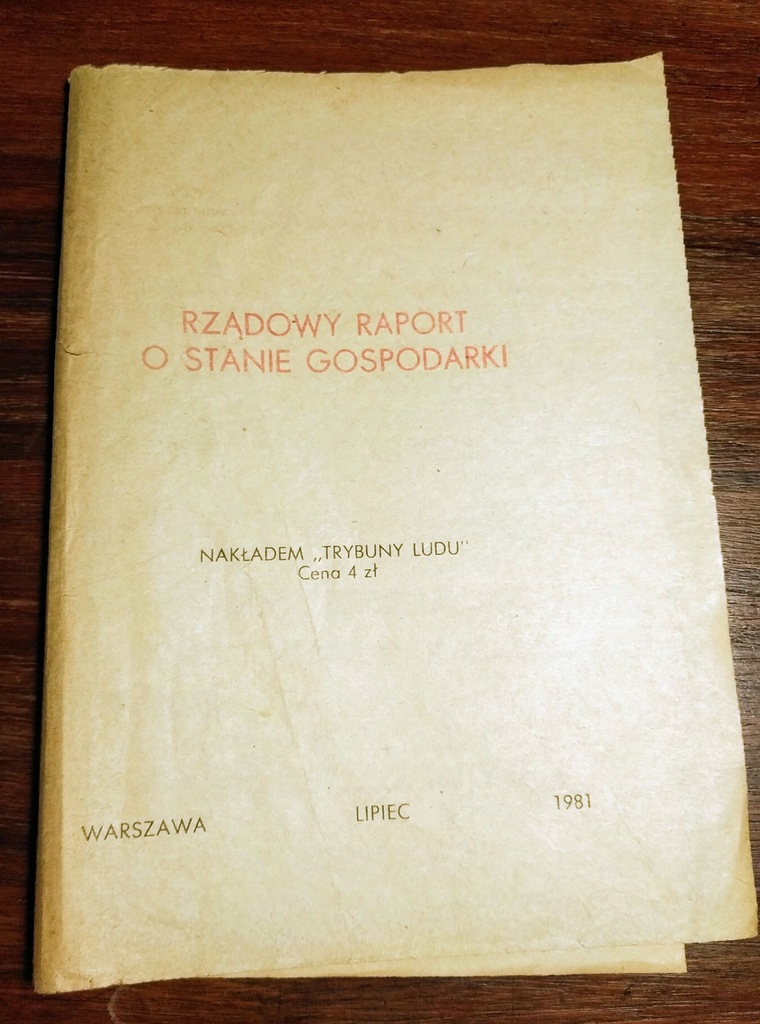 RZĄDOWY RAPORT
O STANIE GOSPODARKI
NAKŁADEM „TRYBUNY LUDU"
Cena 4 zł
WARSZAWA LIPIEC 1981